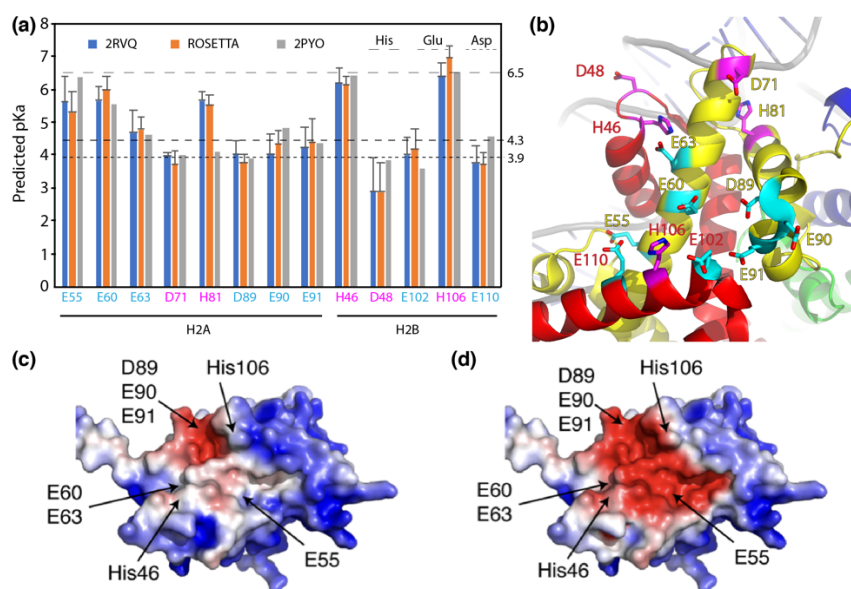 (a)
8
7
6
5
4
3
2
1
0
Predicted pKa
2RVQ ROSETTA 2PYO His Glu Asp
6.5
4.3
3.9
E55 E60 E63 D71 H81 D89 E90 E91 H46 D48 E102 H106 E110
H2A H2B
(b)
D48
D71
H81
H46
E63
E60
D89
E55
H106
E102
E90
E110
E91
(c)
D89
E90
E91
His106
E60
E63
His46
E55
(d)
D89
E90
E91
His106
E60
E63
His46
E55